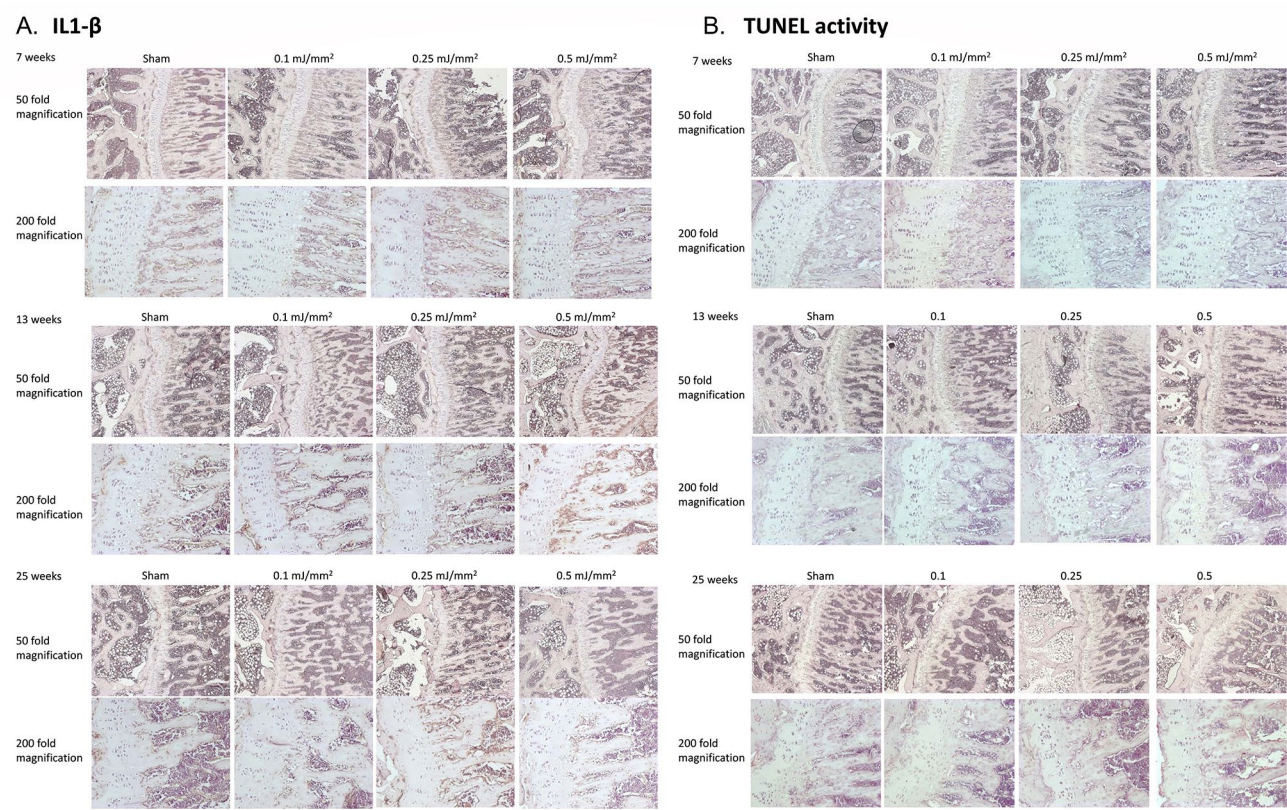 A. IL1-β
7 weeks
Sham
0.1 mJ/mm²
0.25 mJ/mm²
0.5 mJ/mm²
50 fold
magnification
200 fold
magnification
13 weeks
Sham
0.1 mJ/mm²
0.25 mJ/mm²
0.5 mJ/mm²
50 fold
magnification
200 fold
magnification
25 weeks
Sham
0.1 mJ/mm²
0.25 mJ/mm²
0.5 mJ/mm²
50 fold
magnification
200 fold
magnification
B. TUNEL activity
7 weeks
Sham
0.1 mJ/mm²
0.25 mJ/mm²
0.5 mJ/mm²
50 fold
magnification
200 fold
magnification
13 weeks
Sham
0.1
0.25
0.5
50 fold
magnification
200 fold
magnification
25 weeks
Sham
0.1
0.25
0.5
50 fold
magnification
200 fold
magnification